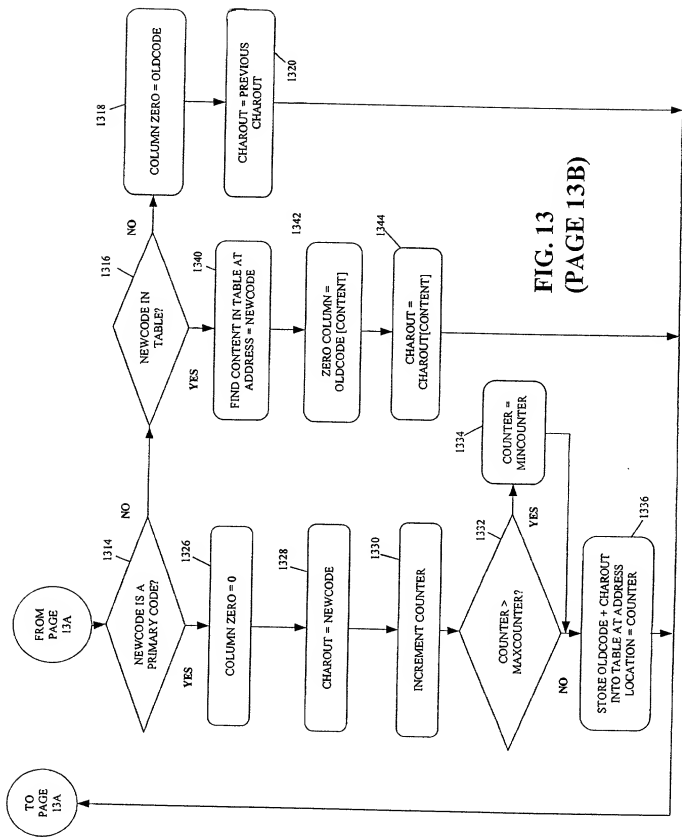 TO
PAGE
13A
FROM
PAGE
13A
1314
NEWCODE IS A
PRIMARY CODE?
NO
YES
1316
NEWCODE IN
TABLE?
NO
YES
1318
COLUMN ZERO = OLDCODE
1320
CHAROUT = PREVIOUS
CHAROUT
1326
COLUMN ZERO = 0
1328
CHAROUT = NEWCODE
1330
INCREMENT COUNTER
1332
COUNTER >
MAXCOUNTER?
YES
NO
1334
COUNTER =
MINCOUNTER
1336
STORE OLDCODE + CHAROUT
INTO TABLE AT ADDRESS
LOCATION = COUNTER
1340
FIND CONTENT IN TABLE AT
ADDRESS = NEWCODE
1342
ZERO COLUMN =
OLDCODE [CONTENT]
1344
CHAROUT =
CHAROUT[CONTENT]
FIG. 13
(PAGE 13B)